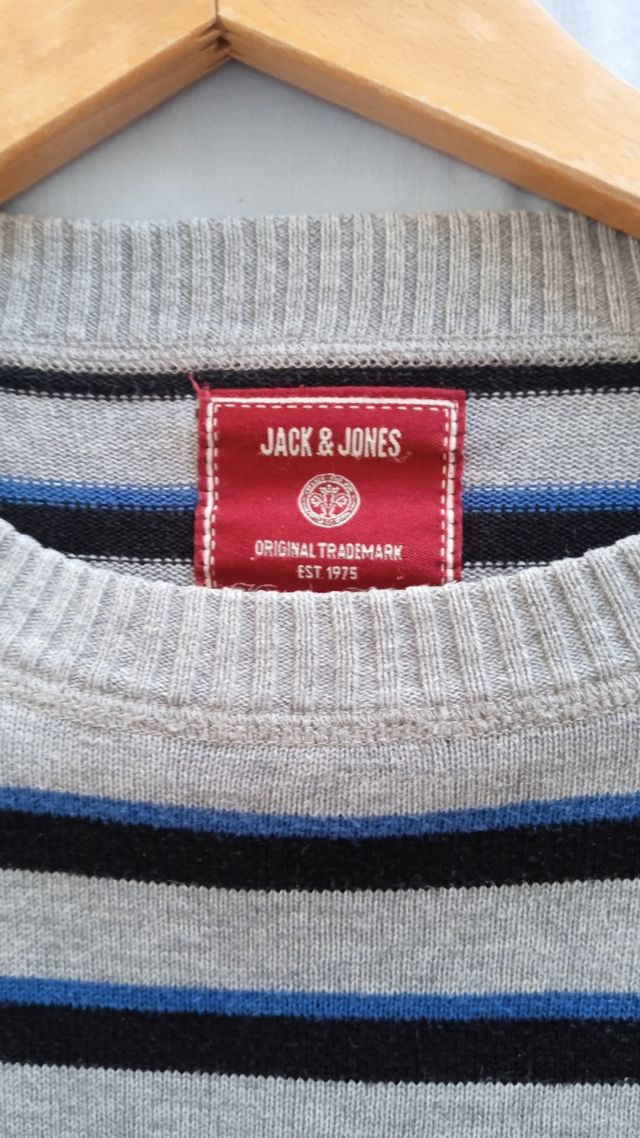 JACK & JONES
ORIGINAL TRADEMARK
EST. 1975